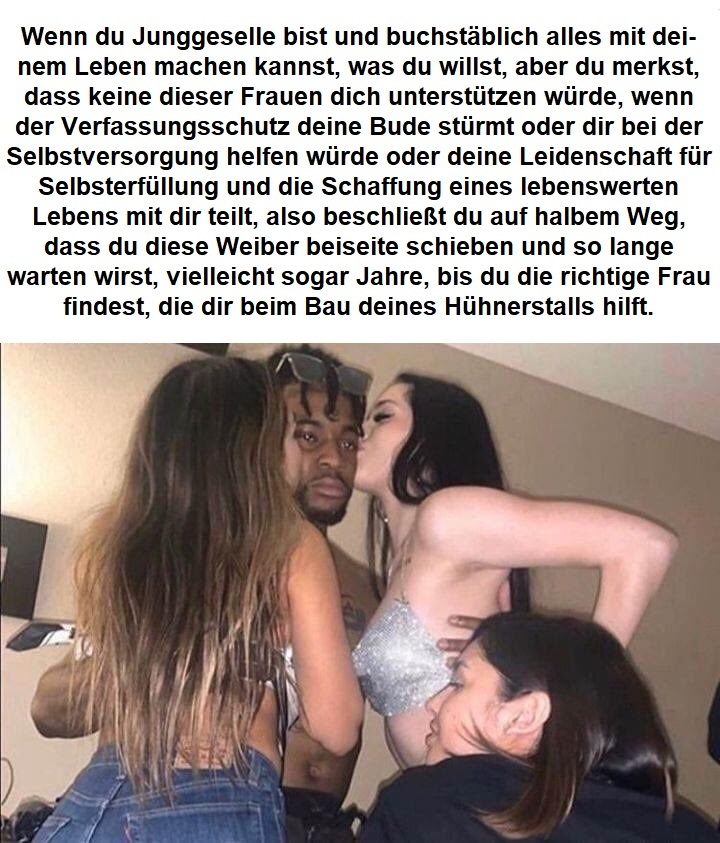 Wenn du Junggeselle bist und buchstäblich alles mit dei-
nem Leben machen kannst, was du willst, aber du merkst,
dass keine dieser Frauen dich unterstützen würde, wenn
der Verfassungsschutz deine Bude stürmt oder dir bei der
Selbstversorgung helfen würde oder deine Leidenschaft für
Selbsterfüllung und die Schaffung eines lebenswerten
Lebens mit dir teilt, also beschließt du auf halbem Weg,
dass du diese Weiber beiseite schieben und so lange
warten wirst, vielleicht sogar Jahre, bis du die richtige Frau
findest, die dir beim Bau deines Hühnerstalls hilft.